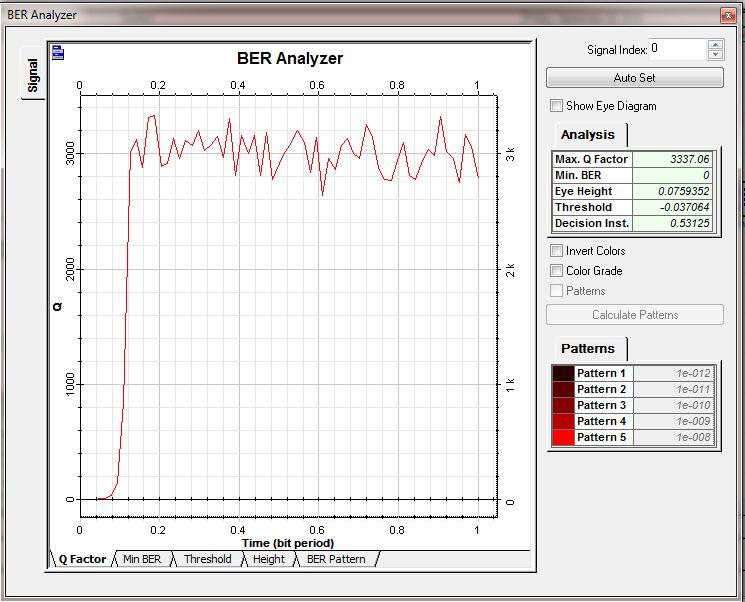 BER Analyzer
Signal
BER Analyzer
0 0.2 0.4 0.6 0.8 1
3000
2000
1000
0
Q
3 k
2 k
1 k
0
0 0.2 0.4 0.6 0.8 1
Time (bit period)
Q Factor Min BER Threshold Height BER Pattern
Signal Index: 0
Auto Set
Show Eye Diagram
Analysis
Max. Q Factor 3337.06
Min. BER 0
Eye Height 0.0759352
Threshold -0.037064
Decision Inst. 0.53125
Invert Colors
Color Grade
Patterns
Calculate Patterns
Patterns
Pattern 1 1e-012
Pattern 2 1e-011
Pattern 3 1e-010
Pattern 4 1e-009
Pattern 5 1e-008